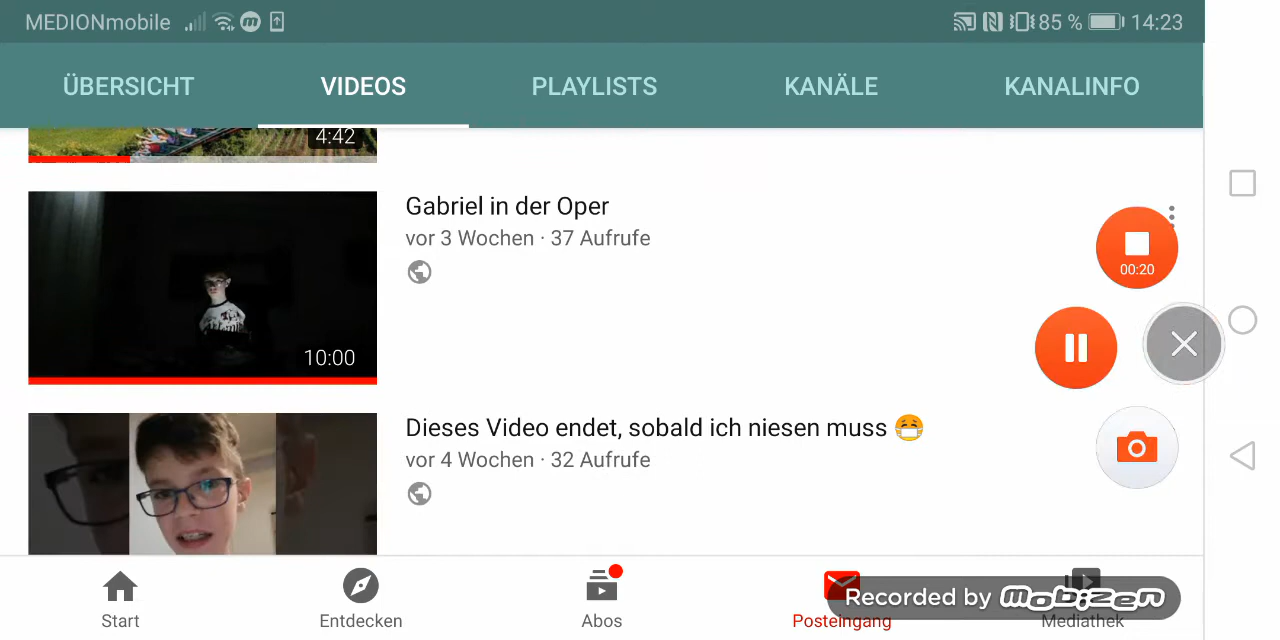 MEDIONmobile 85 % 14:23
ÜBERSICHT VIDEOS PLAYLISTS KANÄLE KANALINFO
4:42
Gabriel in der Oper
vor 3 Wochen · 37 Aufrufe
00:20
10:00
Dieses Video endet, sobald ich niesen muss 😷
vor 4 Wochen · 32 Aufrufe
Recorded by mobizen
Start Entdecken Abos Posteingang Mediathek